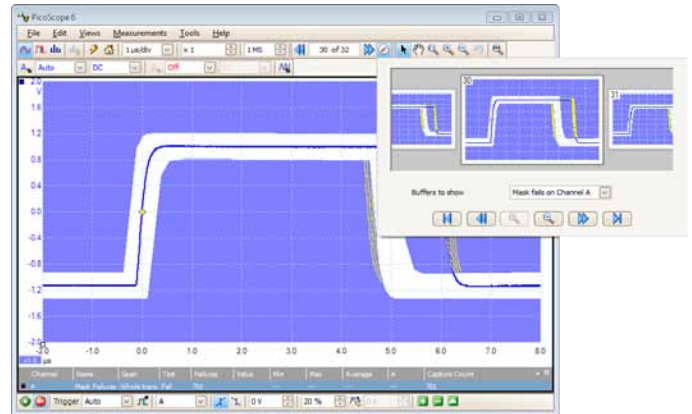 PicoScope 6
File Edit Views Measurements Tools Help
1 µs/div x 1 1 MS 30 of 32
A Auto DC Off
2.0
V
1.6
1.2
0.8
0.4
0.0
-0.4
-0.8
-1.2
-1.6
-2.0
-2.0 -1.0 0.0 1.0 2.0 3.0 4.0 5.0 6.0 7.0 8.0
µs
30
31
Buffers to show Mask fails on Channel A
Channel Name Span Test Failures Value Min Max Average σ Capture Count
A Mask Failures Whole trace Fail
Trigger Auto A 0 V 20 %